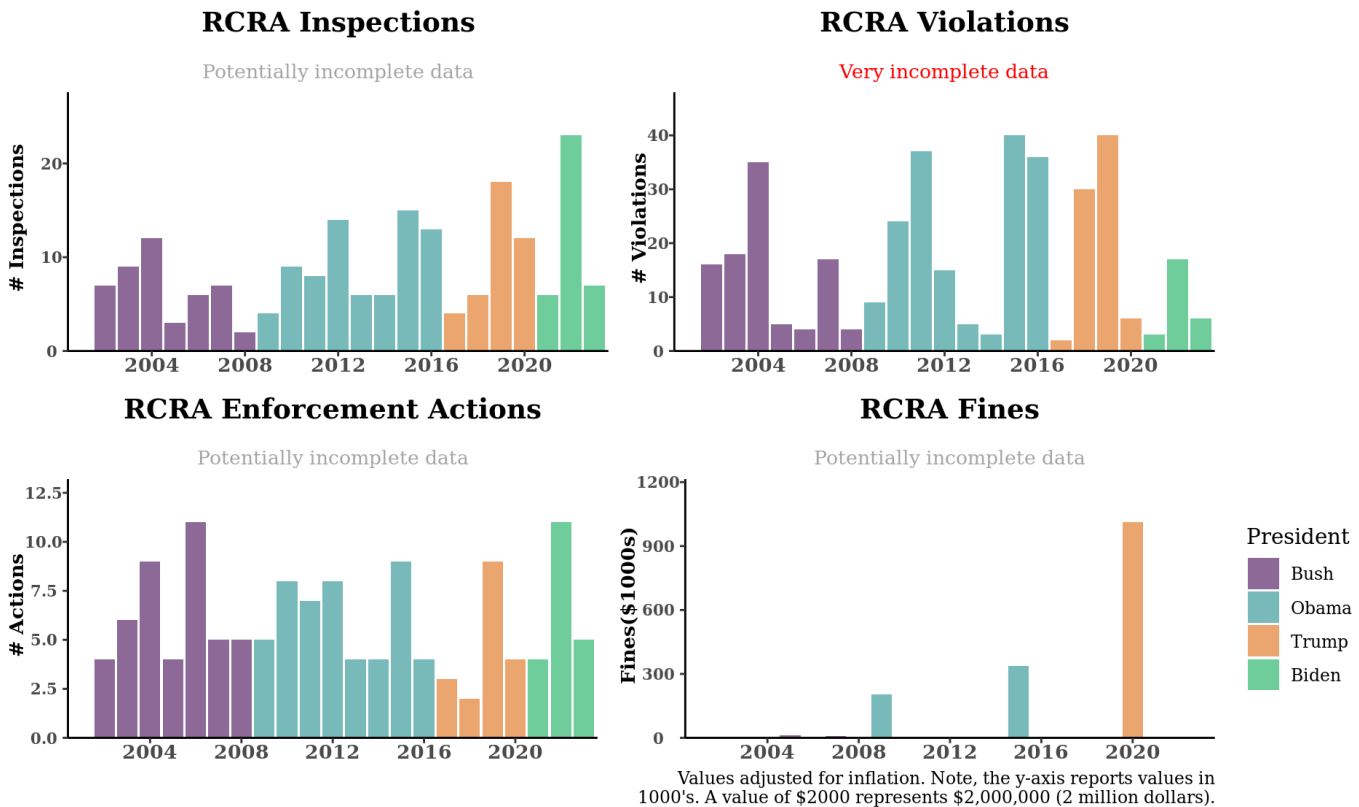 RCRA Inspections
Potentially incomplete data
# Inspections
20
10
0
2004 2008 2012 2016 2020
RCRA Violations
Very incomplete data
# Violations
40
30
20
10
0
2004 2008 2012 2016 2020
RCRA Enforcement Actions
Potentially incomplete data
# Actions
12.5
10.0
7.5
5.0
2.5
0.0
2004 2008 2012 2016 2020
RCRA Fines
Potentially incomplete data
Fines($1000s)
1200
900
600
300
0
2004 2008 2012 2016 2020
Values adjusted for inflation. Note, the y-axis reports values in
1000's. A value of $2000 represents $2,000,000 (2 million dollars).
President
Bush
Obama
Trump
Biden